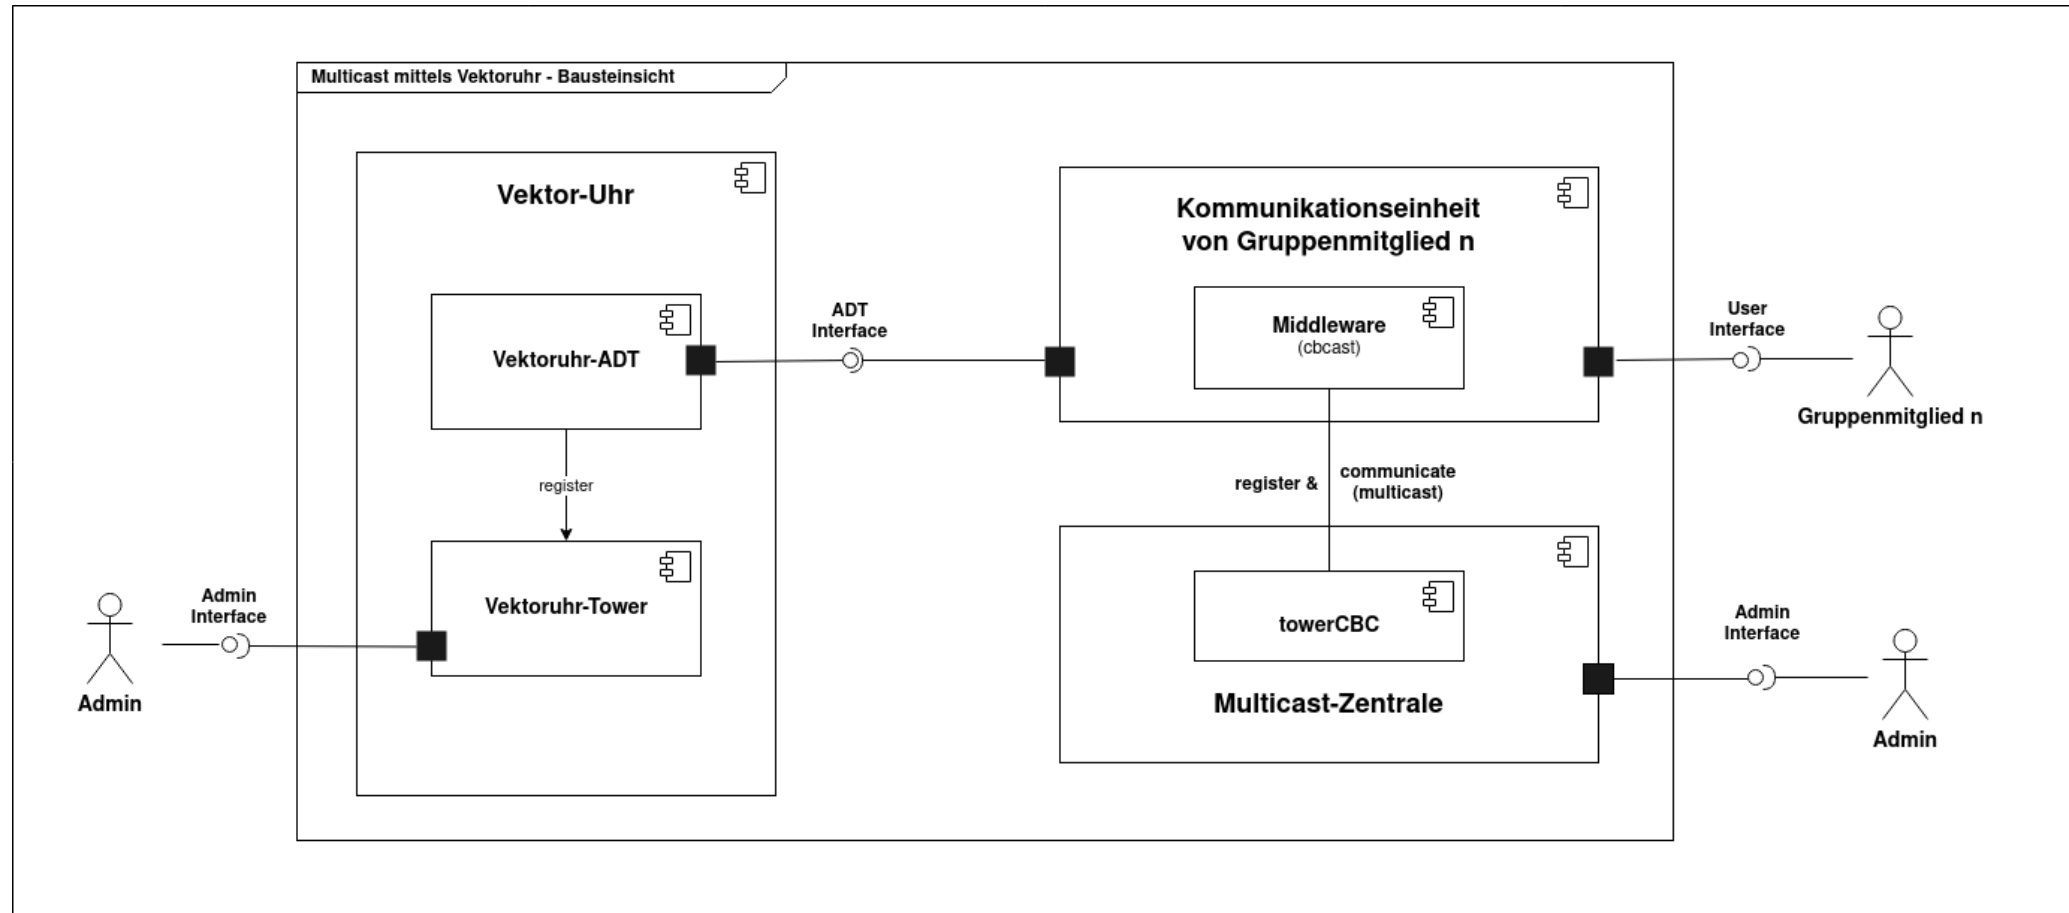 Multicast mittels Vektoruhr - Bausteinsicht
Vektor-Uhr
Vektoruhr-ADT
register
Vektoruhr-Tower
Admin
Interface
Admin
ADT
Interface
Kommunikationseinheit
von Gruppenmitglied n
Middleware
(cbcast)
register &
communicate
(multicast)
towerCBC
Multicast-Zentrale
User
Interface
Gruppenmitglied n
Admin
Interface
Admin